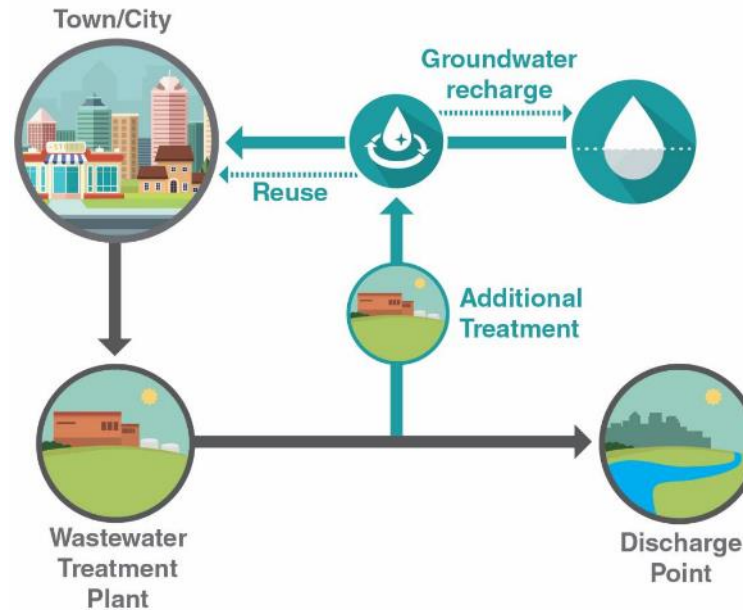 Town/City
Groundwater
recharge
Reuse
Additional
Treatment
Wastewater
Treatment
Plant
Discharge
Point